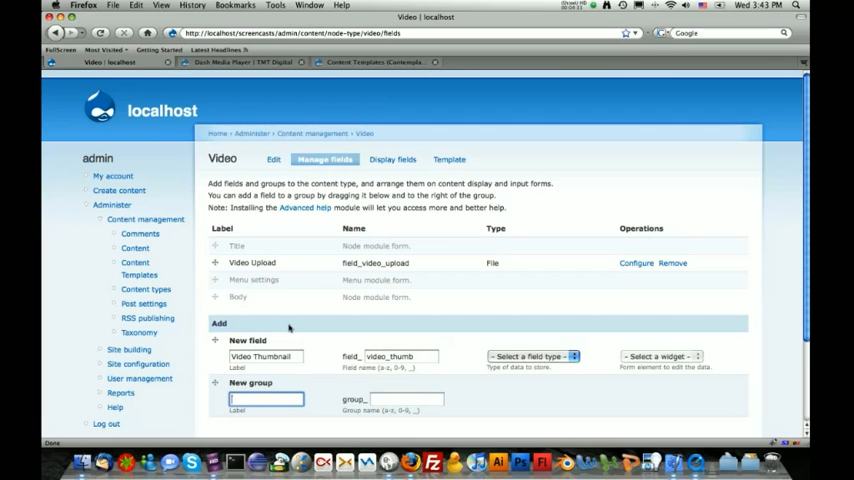 Firefox File Edit View History Bookmarks Tools Window Help
Wed 3:43 PM
Video | localhost
http://localhost/screencasts/admin/content/node-type/video/fields
Google
FullScreen Most Visited Getting Started Latest Headlines
Video | localhost
Dash Media Player | TMT Digital
Content Templates (Contempla...
localhost
Home › Administer › Content management › Video
admin
My account
Create content
Administer
Content management
Comments
Content
Content
Templates
Content types
Post settings
RSS publishing
Taxonomy
Site building
Site configuration
User management
Reports
Help
Log out
Video
Edit Manage fields Display fields Template
Add fields and groups to the content type, and arrange them on content display and input forms.
You can add a field to a group by dragging it below and to the right of the group.
Note: Installing the Advanced help module will let you access more and better help.
Label Name Type Operations
Title Node module form.
Video Upload field_video_upload File Configure Remove
Menu settings Menu module form.
Body Node module form.
Add
New field
Video Thumbnail field_ video_thumb - Select a field type - - Select a widget -
Label Field name (a-z, 0-9, _) Type of data to store. Form element to edit the data.
New group
group_
Label Group name (a-z, 0-9, _)
Done